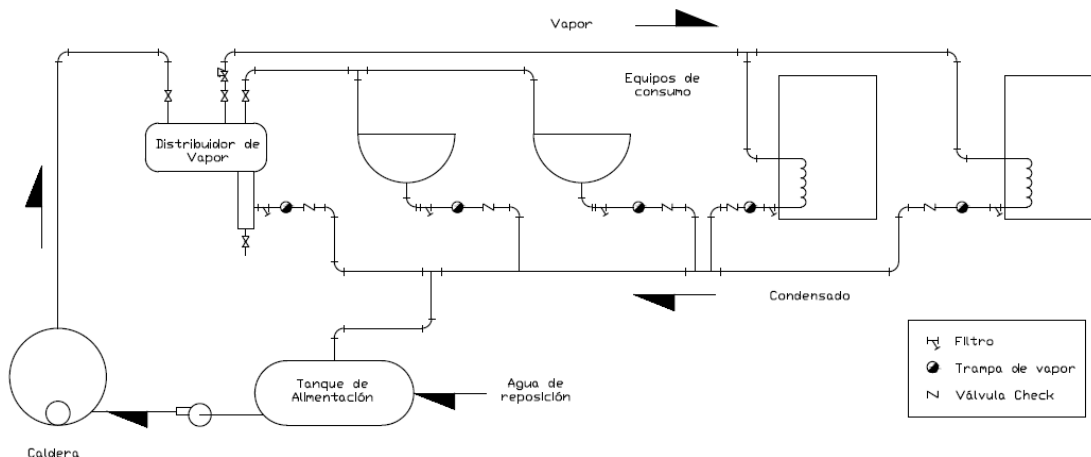 Vapor
Equipos de
consumo
Distribuidor de
Vapor
Condensado
Filtro
Trampa de vapor
Válvula Check
Tanque de
Alimentación
Agua de
reposición
Caldera